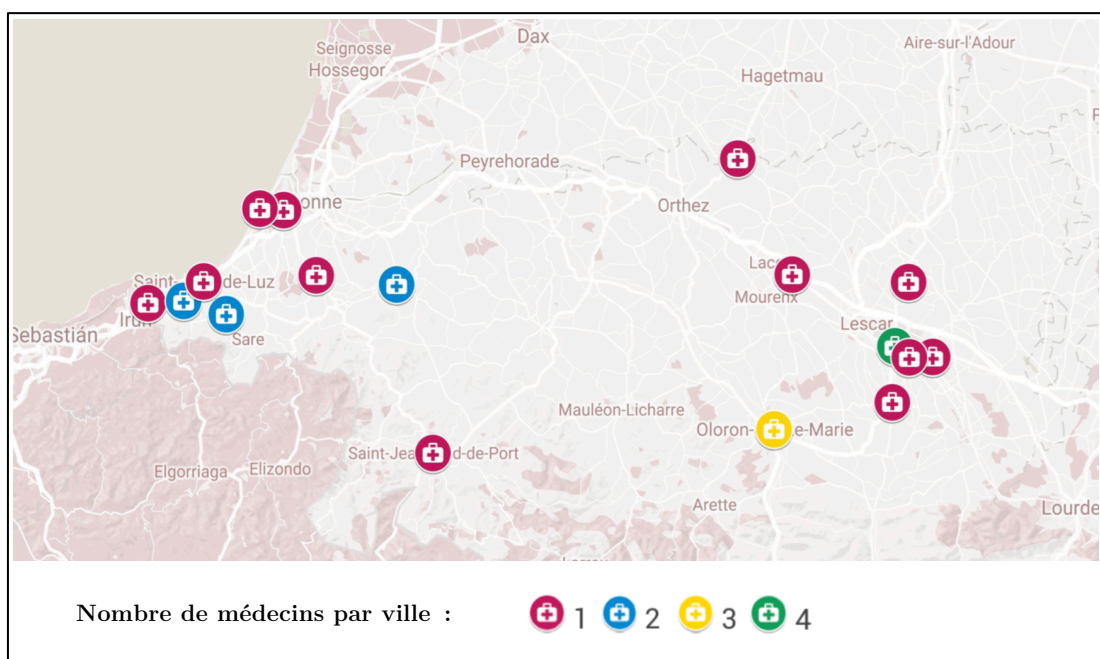 Dax
Seignosse
Hossegor
Aire-sur-l'Adour
Hagetmau
Peyrehorade
onne
Orthez
Saint- de-Luz
Lac
Mourenx
Irun
Sebastián
Sare
Lescar
Mauléon-Licharre
Oloron- e-Marie
Saint-Jea d-de-Port
Elgorriaga
Elizondo
Arette
Lourde
Nombre de médecins par ville : 1 2 3 4